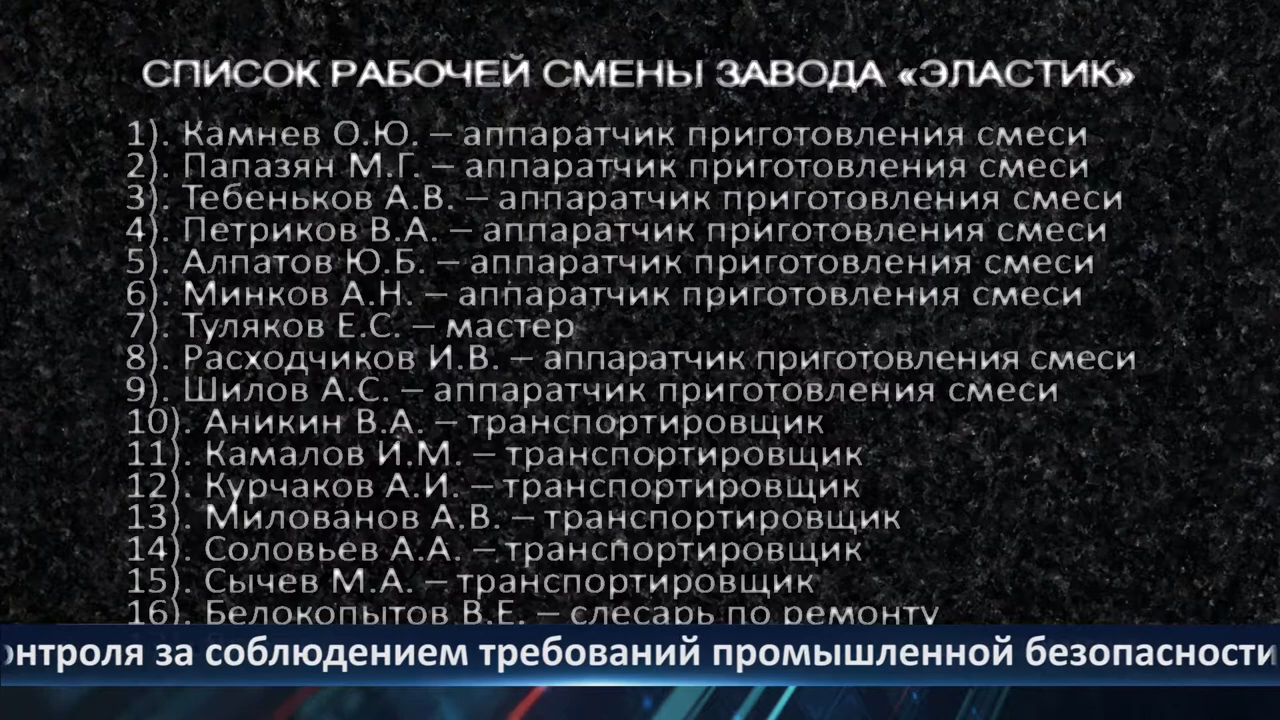 СПИСОК РАБОЧЕЙ СМЕНЫ ЗАВОДА «ЭЛАСТИК»
1). Камнев О.Ю. – аппаратчик приготовления смеси
2). Папазян М.Г. – аппаратчик приготовления смеси
3). Тебеньков А.В. – аппаратчик приготовления смеси
4). Петриков В.А. – аппаратчик приготовления смеси
5). Алпатов Ю.Б. – аппаратчик приготовления смеси
6). Минков А.Н. – аппаратчик приготовления смеси
7). Туляков Е.С. – мастер
8). Расходчиков И.В. – аппаратчик приготовления смеси
9). Шилов А.С. – аппаратчик приготовления смеси
10). Аникин В.А. – транспортировщик
11). Камалов И.М. – транспортировщик
12). Курчаков А.И. – транспортировщик
13). Милованов А.В. – транспортировщик
14). Соловьев А.А. – транспортировщик
15). Сычев М.А. – транспортировщик
16). Белокопытов В.Е. – слесарь по ремонту
онтроля за соблюдением требований промышленной безопасности